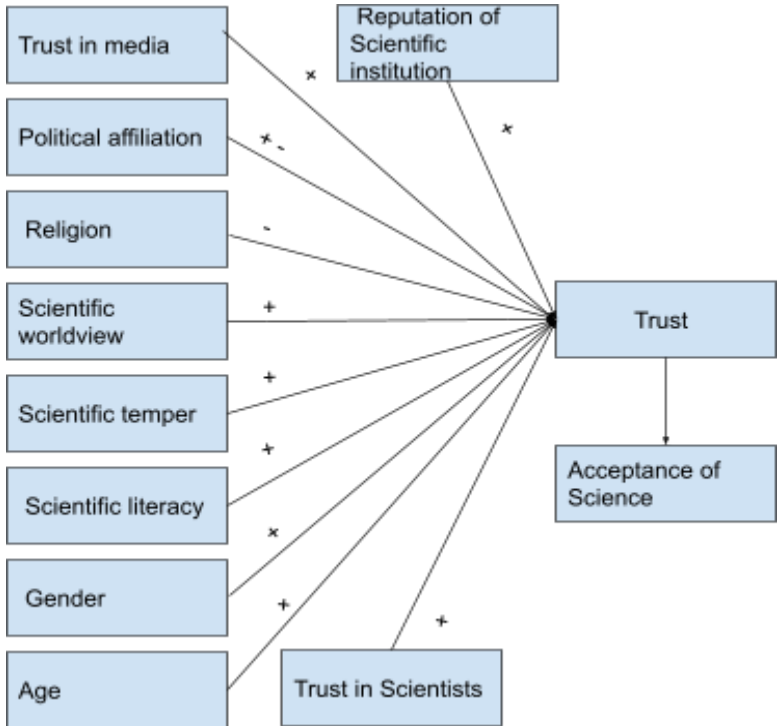 Trust in media
Reputation of
Scientific
institution
+
+
Political affiliation
+ -
Religion
-
Scientific
worldview
+
Trust
Scientific temper
+
Scientific literacy
+
Acceptance of
Science
Gender
+
Age
+
Trust in Scientists
+